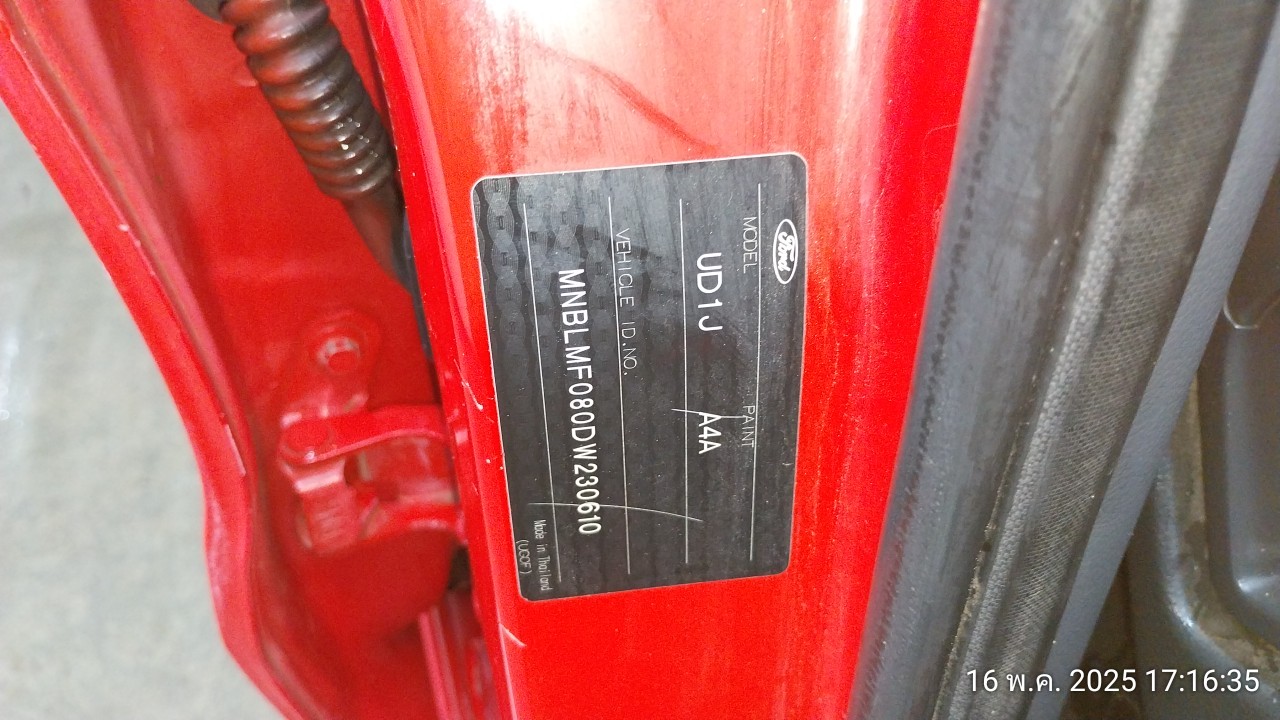 Ford
MODEL PAINT
UD1J A4A
VEHICLE ID.NO.
MNBLMF080DW230610
Made in Thailand
(UGOF)
16 พ.ค. 2025 17:16:35